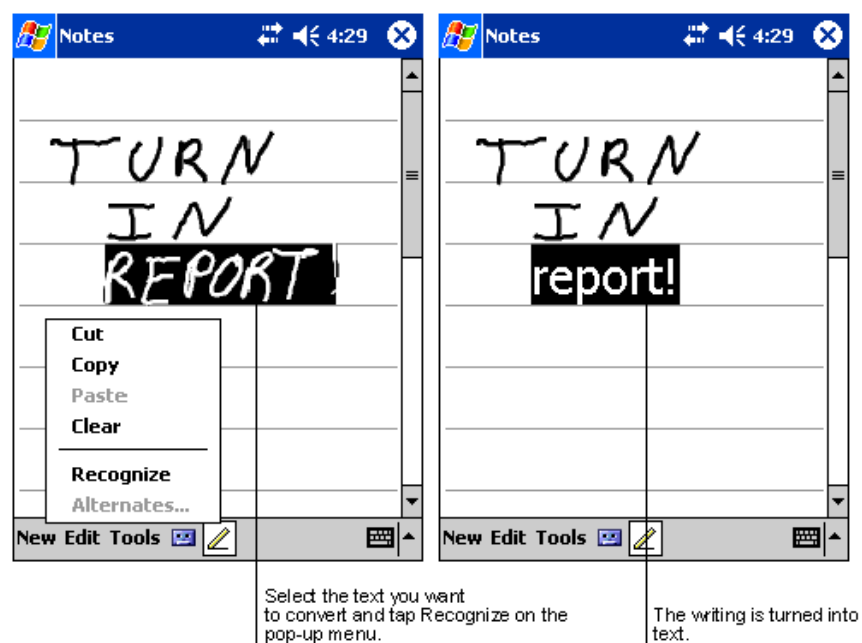 Notes 4:29
TURN
IN
REPORT!
Cut
Copy
Paste
Clear
Recognize
Alternates...
New Edit Tools
Select the text you want
to convert and tap Recognize on the
pop-up menu.
Notes 4:29
TURN
IN
report!
New Edit Tools
The writing is turned into
text.